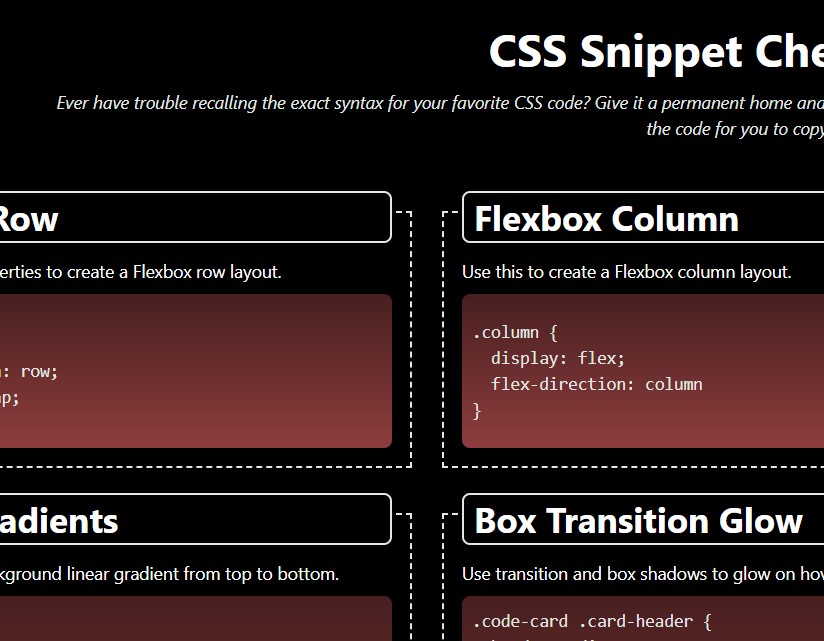 CSS Snippet Che
Ever have trouble recalling the exact syntax for your favorite CSS code? Give it a permanent home and
the code for you to copy
Row
erties to create a Flexbox row layout.
: row;
ap;
Flexbox Column
Use this to create a Flexbox column layout.
.column {
  display: flex;
  flex-direction: column
}
adients
kground linear gradient from top to bottom.
Box Transition Glow
Use transition and box shadows to glow on hov
.code-card .card-header {